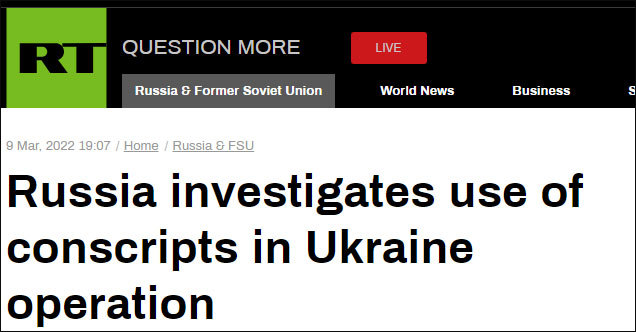 RT QUESTION MORE LIVE
Russia & Former Soviet Union World News Business S
9 Mar, 2022 19:07 / Home / Russia & FSU
Russia investigates use of
conscripts in Ukraine
operation